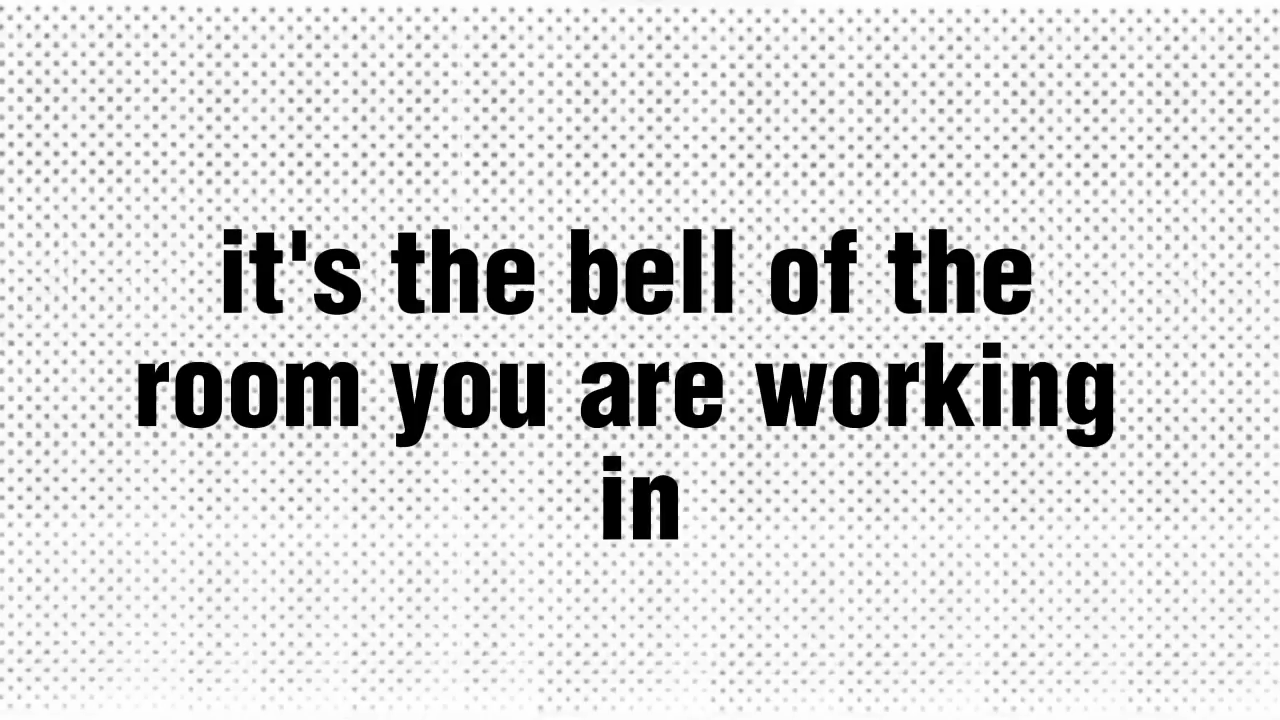 it's the bell of the
room you are working
in